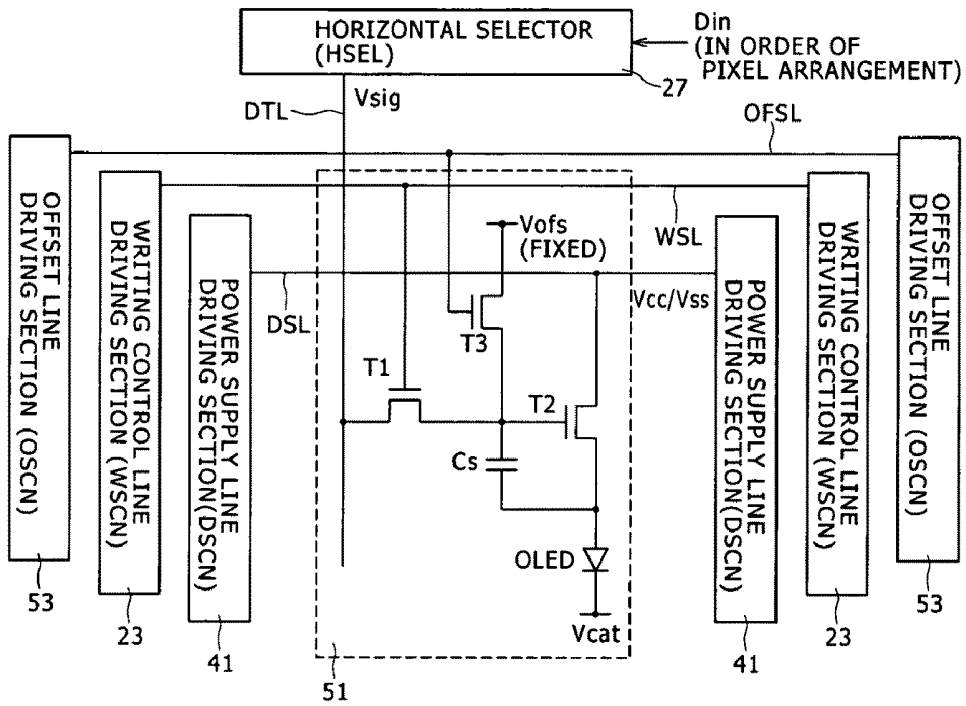 HORIZONTAL SELECTOR
(HSEL)
Din
(IN ORDER OF
PIXEL ARRANGEMENT)
27
DTL
Vsig
OFSL
OFFSET LINE
DRIVING SECTION (OSCN)
WRITING CONTROL LINE
DRIVING SECTION (WSCN)
POWER SUPPLY LINE
DRIVING SECTION(DSCN)
DSL
Vofs
(FIXED)
WSL
Vcc/Vss
T3
T1
T2
Cs
OLED
Vcat
POWER SUPPLY LINE
DRIVING SECTION(DSCN)
WRITING CONTROL LINE
DRIVING SECTION (WSCN)
OFFSET LINE
DRIVING SECTION (OSCN)
53
23
41
51
41
23
53